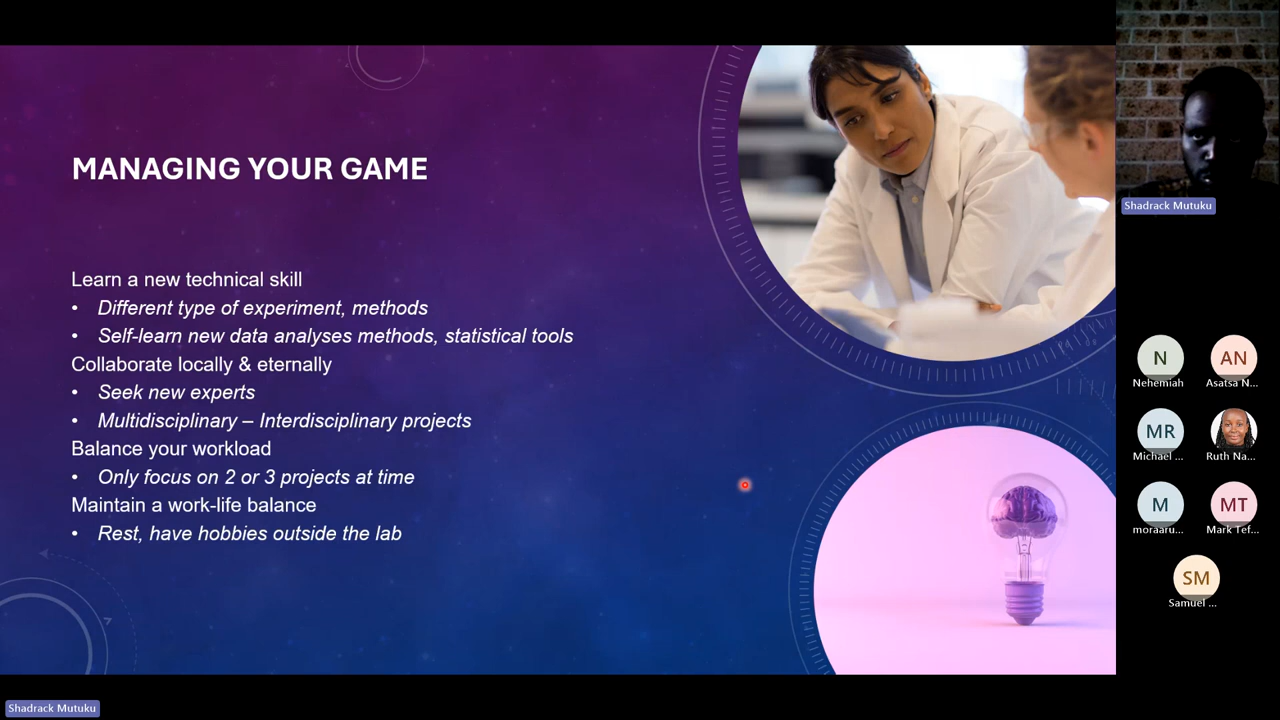 MANAGING YOUR GAME
Learn a new technical skill
• Different type of experiment, methods
• Self-learn new data analyses methods, statistical tools
Collaborate locally & eternally
• Seek new experts
• Multidisciplinary – Interdisciplinary projects
Balance your workload
• Only focus on 2 or 3 projects at time
Maintain a work-life balance
• Rest, have hobbies outside the lab
Shadrack Mutuku
N
AN
Nehemiah
Asatsa N...
MR
Michael ...
Ruth Na...
M
MT
moraaru...
Mark Tef...
SM
Samuel ...
Shadrack Mutuku